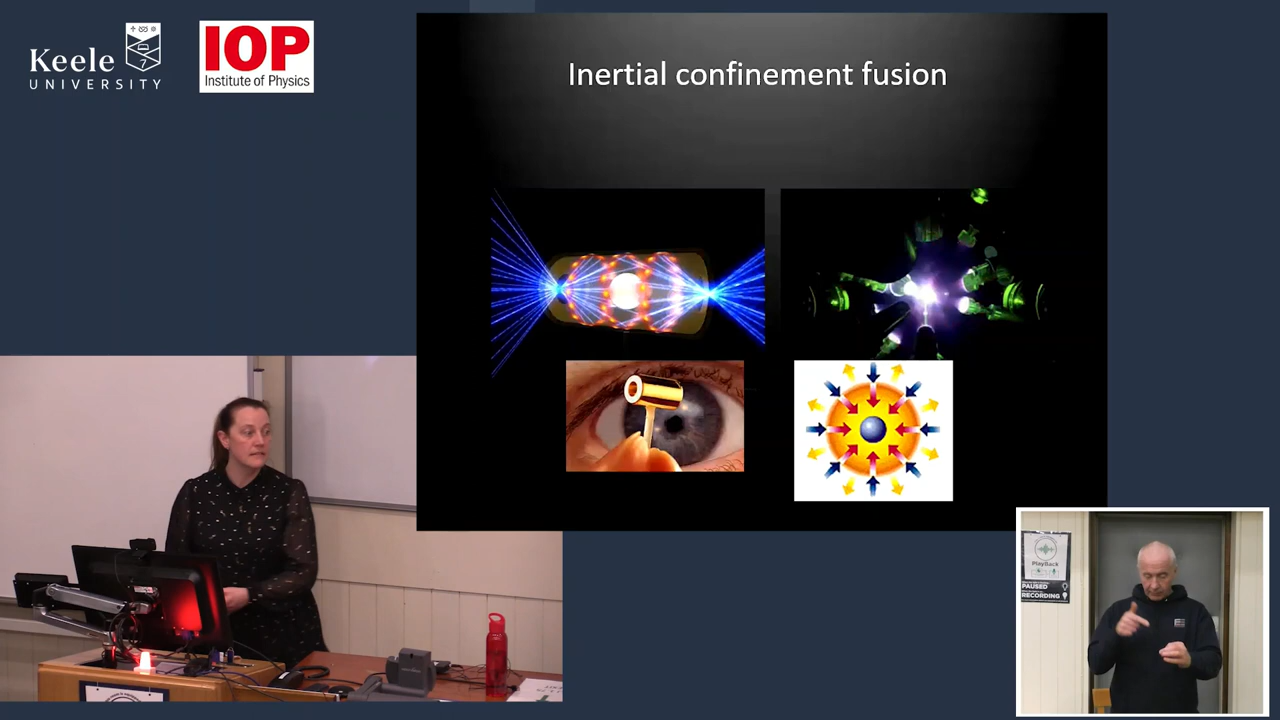 Keele
UNIVERSITY
IOP
Institute of Physics
Inertial confinement fusion
PlayBack
PAUSED
RECORDING